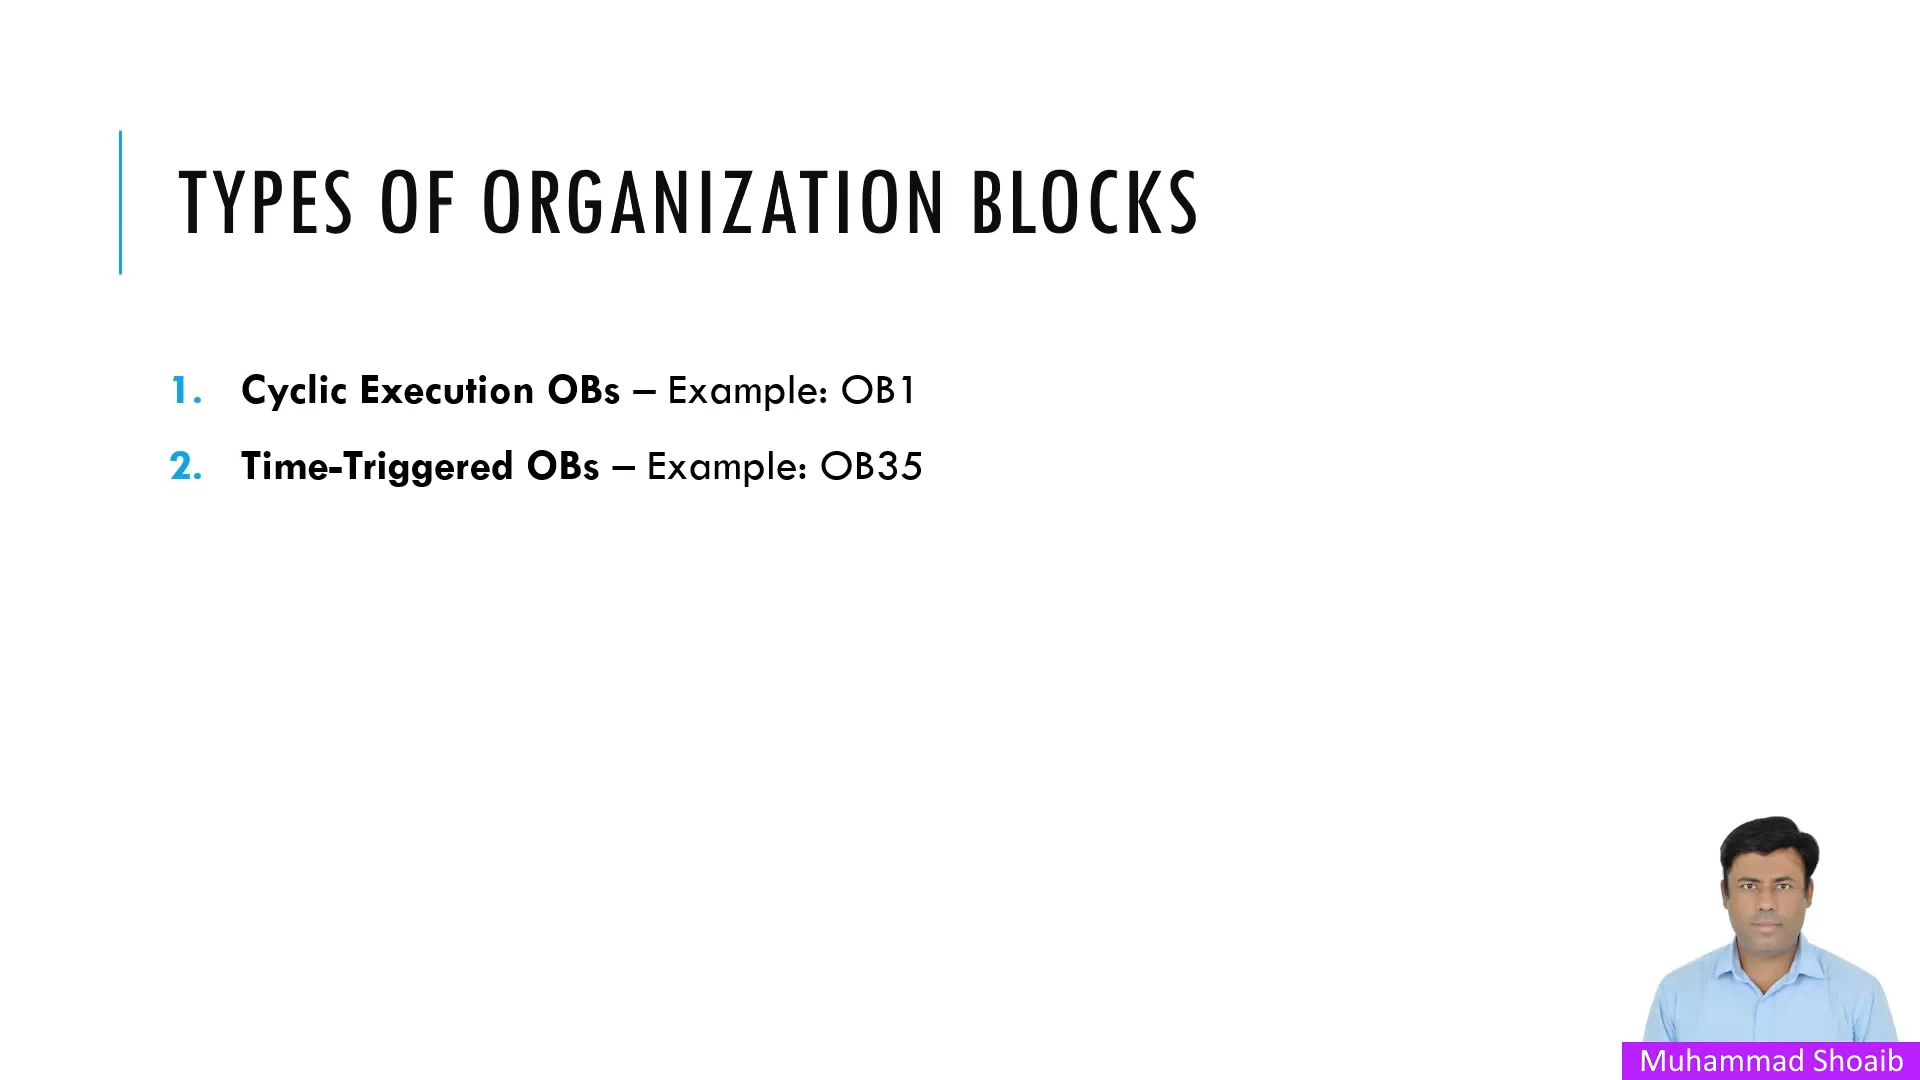 TYPES OF ORGANIZATION BLOCKS
1. Cyclic Execution OBs – Example: OB1
2. Time-Triggered OBs – Example: OB35
Muhammad Shoaib